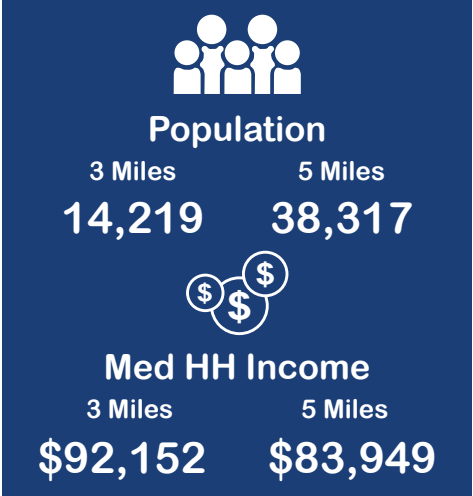 Population
3 Miles 5 Miles
14,219 38,317
$ $ $
Med HH Income
3 Miles 5 Miles
$92,152 $83,949